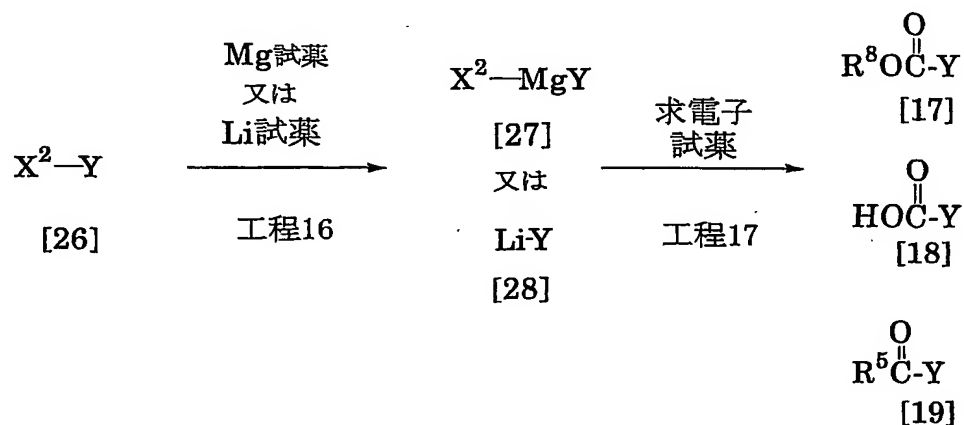 X²—Y
[26]
Mg試薬
又は
Li試薬
工程16
X²—MgY
[27]
又は
Li-Y
[28]
求電子
試薬
工程17
O
R⁸OC-Y
[17]
O
HOC-Y
[18]
O
R⁵C-Y
[19]